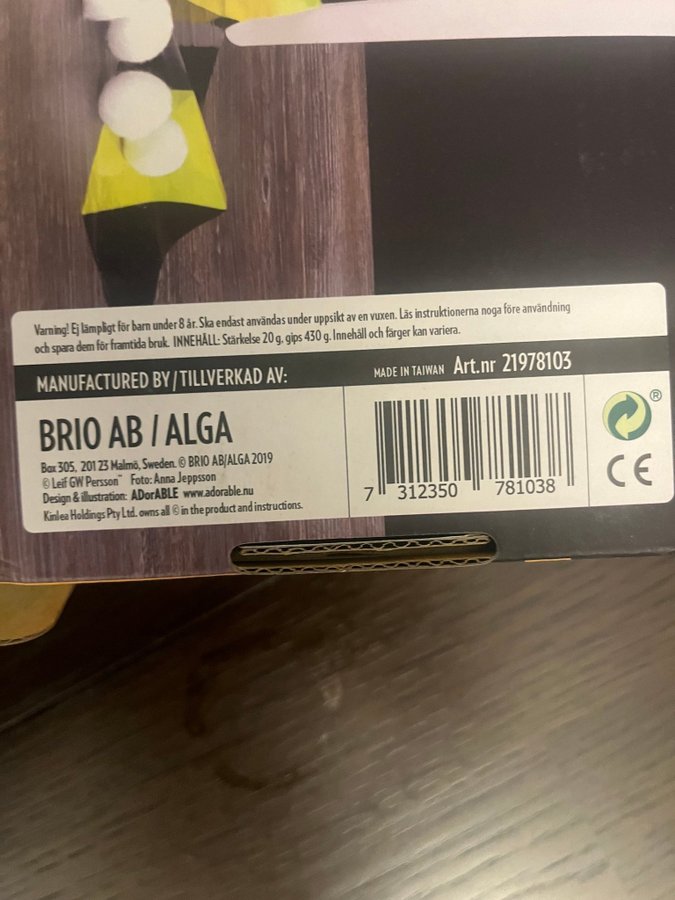 Varning! Ej lämpligt för barn under 8 år. Ska endast användas under uppsikt av en vuxen. Läs instruktionerna noga före användning
och spara dem för framtida bruk. INNEHÅLL: Stärkelse 20 g, gips 430 g. Innehåll och färger kan variera.
MANUFACTURED BY / TILLVERKAD AV:
MADE IN TAIWAN Art.nr 21978103
BRIO AB / ALGA
Box 305, 201 23 Malmö, Sweden. © BRIO AB/ALGA 2019
© Leif GW Persson™ Foto: Anna Jeppsson
Design & illustration: ADorABLE www.adorable.nu
Kinlea Holdings Pty Ltd. owns all © in the product and instructions.
7 312350 781038
®
CE